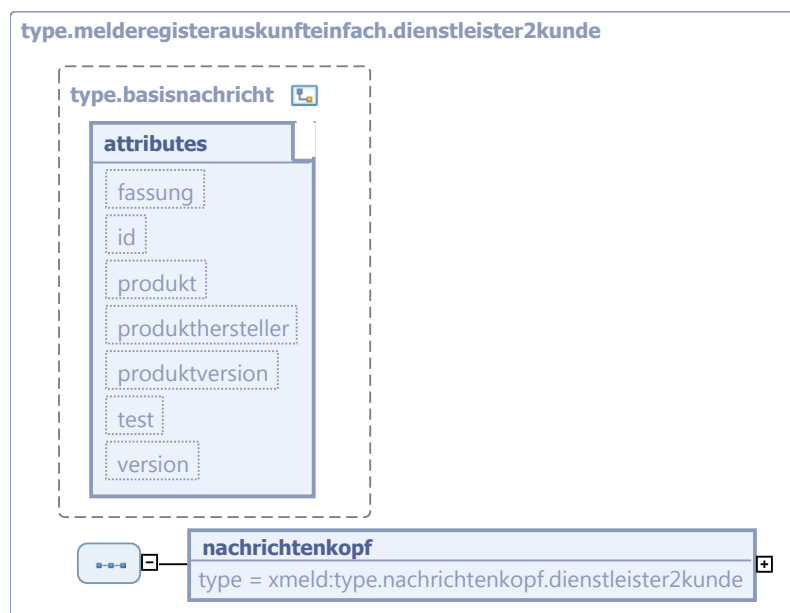 type.melderegisterauskunfteinfach.dienstleister2kunde
type.basisnachricht
attributes
fassung
id
produkt
produkthersteller
produktversion
test
version
nachrichtenkopf
type = xmeld:type.nachrichtenkopf.dienstleister2kunde